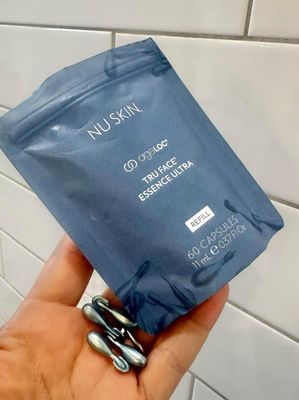 NU SKIN.
ageLOC®
TRU FACE®
ESSENCE ULTRA
REFILL
60 CAPSULES
11 mL ℮ 0.37 Fl Oz